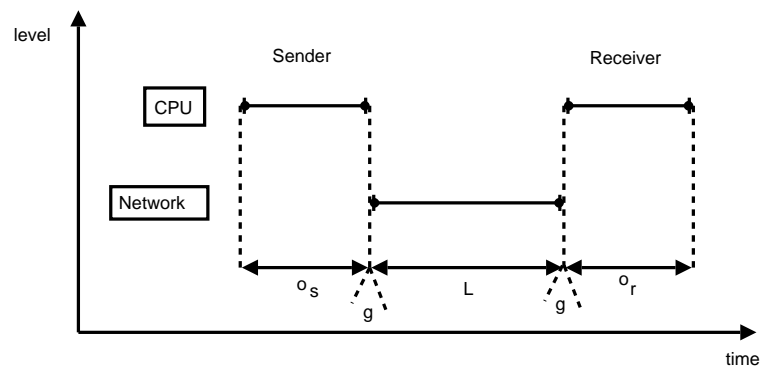 level
Sender
Receiver
CPU
Network
o s
L
o r
g
g
time